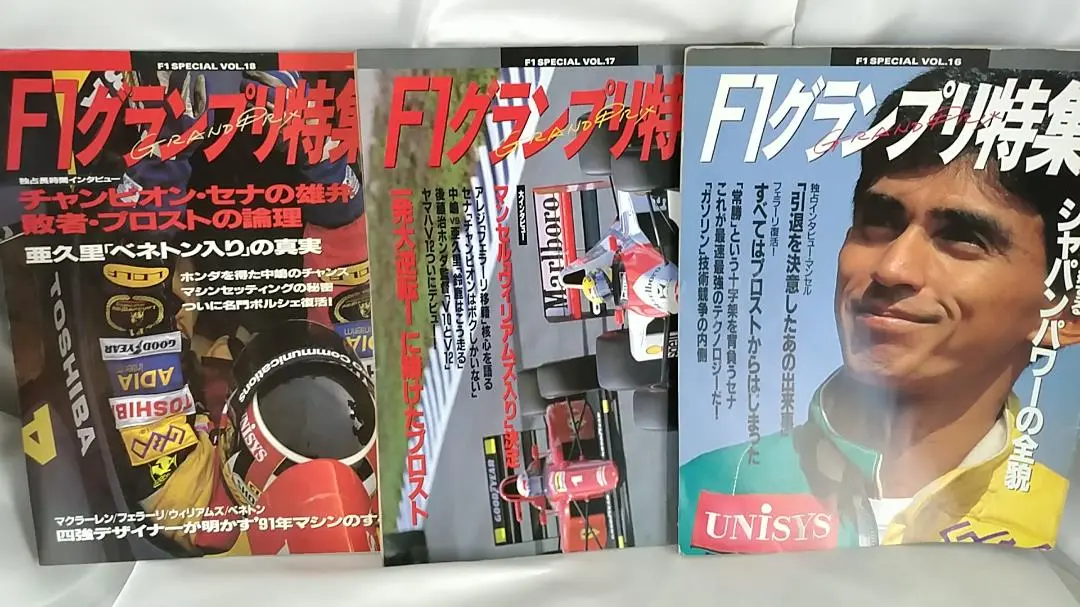 F1 SPECIAL VOL.18
F1グランプリ特集
GRAND PRIX
独占長時間インタビュー
チャンピオン・セナの雄弁
敗者・プロストの論理
亜久里「ベネトン入り」の真実
ホンダを得た中嶋のチャンス
マシンセッティングの秘密
ついに名門ポルシェ復活!
TOSHIBA
4
GOODYEAR
ADIA
TOSHIBA
communications
UNiSYS
マクラーレン/フェラーリ/ウィリアムズ/ベネトン
四強デザイナーが明かす'91年マシンのす
F1 SPECIAL VOL.17
F1グランプリ特
GRAND PRIX
大インタビュー
マンセル「ウィリアムズ入り」決定
アレジ「フェラーリ移籍」核心を語る
セナ「チャンピオンはボクしかいない」
中嶋vs亜久里「鈴鹿はこう走る」
後藤治ホンダ監督「V10とV12」
ヤマハV12ついにデビュー!
「発大逆転!」に賭けたプロスト
Marlboro
F1 SPECIAL VOL.16
F1グランプリ特集
GRAND PRIX
ジャパンパワーの全貌
独占インタビュー・マンセル
「引退を決意したあの出来事」
フェラーリ復活!
すべてはプロストからはじまった
「常勝」という十字架を背負うセナ
これが最速最強のテクノロジーだ!
「ガソリン」技術競争の内側
UNiSYS